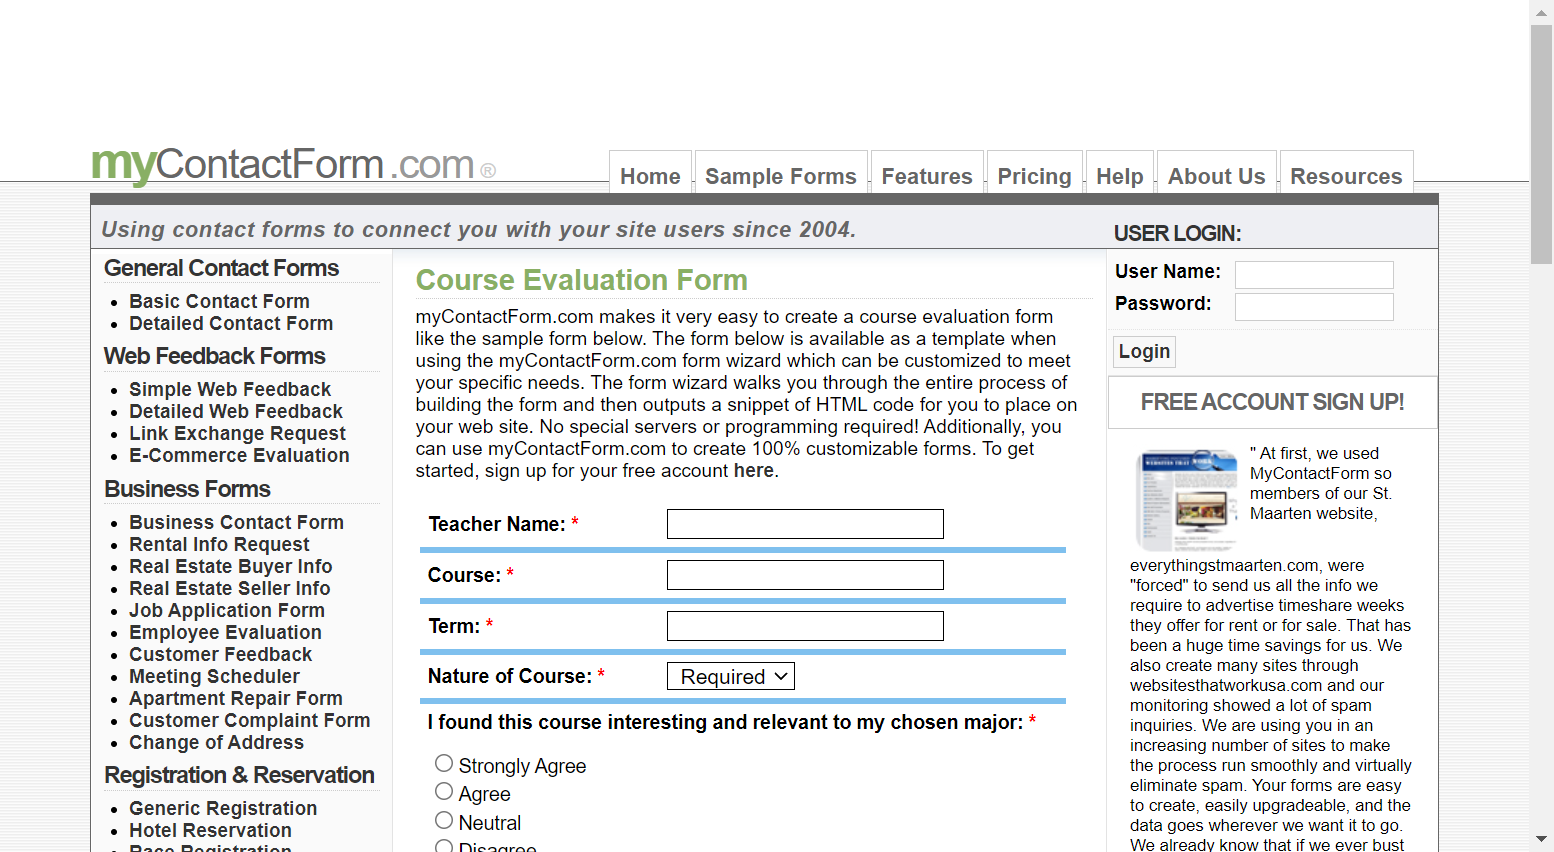 myContactForm.com®
Home
Sample Forms
Features
Pricing
Help
About Us
Resources
Using contact forms to connect you with your site users since 2004.
USER LOGIN:
General Contact Forms
Basic Contact Form
Detailed Contact Form
Web Feedback Forms
Simple Web Feedback
Detailed Web Feedback
Link Exchange Request
E-Commerce Evaluation
Business Forms
Business Contact Form
Rental Info Request
Real Estate Buyer Info
Real Estate Seller Info
Job Application Form
Employee Evaluation
Customer Feedback
Meeting Scheduler
Apartment Repair Form
Customer Complaint Form
Change of Address
Registration & Reservation
Generic Registration
Hotel Reservation
Race Registration
Course Evaluation Form
myContactForm.com makes it very easy to create a course evaluation form
like the sample form below. The form below is available as a template when
using the myContactForm.com form wizard which can be customized to meet
your specific needs. The form wizard walks you through the entire process of
building the form and then outputs a snippet of HTML code for you to place on
your web site. No special servers or programming required! Additionally, you
can use myContactForm.com to create 100% customizable forms. To get
started, sign up for your free account here.
Teacher Name: *
Course: *
Term: *
Nature of Course: * Required
I found this course interesting and relevant to my chosen major: *
Strongly Agree
Agree
Neutral
Disagree
User Name:
Password:
Login
FREE ACCOUNT SIGN UP!
" At first, we used
MyContactForm so
members of our St.
Maarten website,
everythingstmaarten.com, were
"forced" to send us all the info we
require to advertise timeshare weeks
they offer for rent or for sale. That has
been a huge time savings for us. We
also create many sites through
websitesthatworkusa.com and our
monitoring showed a lot of spam
inquiries. We are using you in an
increasing number of sites to make
the process run smoothly and virtually
eliminate spam. Your forms are easy
to create, easily upgradeable, and the
data goes wherever we want it to go.
We already know that if we ever bust